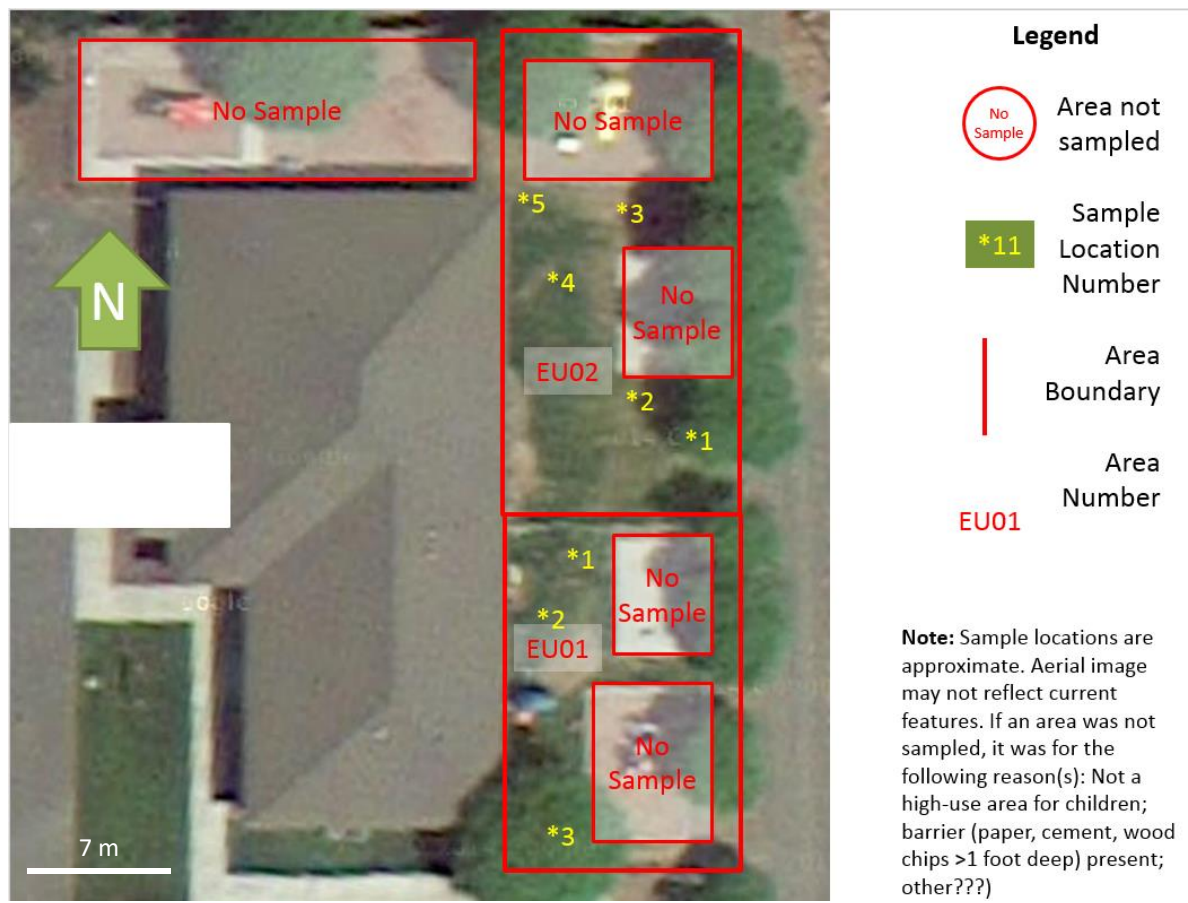 No Sample
No Sample
*5
*3
*4
No
Sample
N
EU02
*2
*1
*1
No
Sample
*2
EU01
No
Sample
*3
7 m
Legend
No
Sample
Area not
sampled
*11
Sample
Location
Number
Area
Boundary
Area
Number
EU01
Note: Sample locations are
approximate. Aerial image
may not reflect current
features. If an area was not
sampled, it was for the
following reason(s): Not a
high-use area for children;
barrier (paper, cement, wood
chips >1 foot deep) present;
other???)